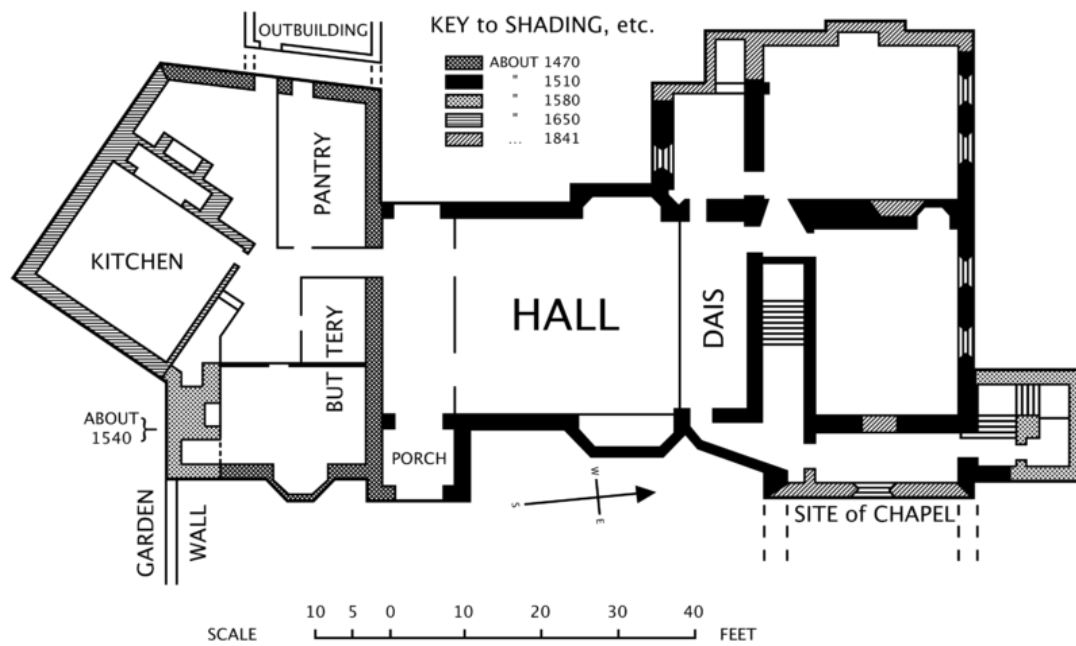 OUTBUILDING
KEY to SHADING, etc.
ABOUT 1470
" 1510
" 1580
" 1650
... 1841
PANTRY
KITCHEN
HALL
DAIS
BUT TERY
ABOUT
1540
PORCH
W
S
E
SITE of CHAPEL
GARDEN
WALL
10 5 0 10 20 30 40
SCALE FEET